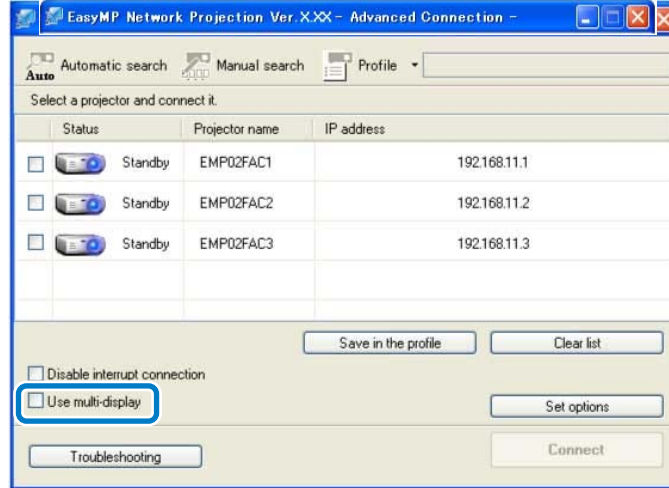 EasyMP Network Projection Ver.X.XX - Advanced Connection -
Auto Automatic search Manual search Profile
Select a projector and connect it.
Status Projector name IP address
Standby EMP02FAC1 192.168.11.1
Standby EMP02FAC2 192.168.11.2
Standby EMP02FAC3 192.168.11.3
Save in the profile Clear list
Disable interrupt connection
Use multi-display
Set options
Troubleshooting Connect